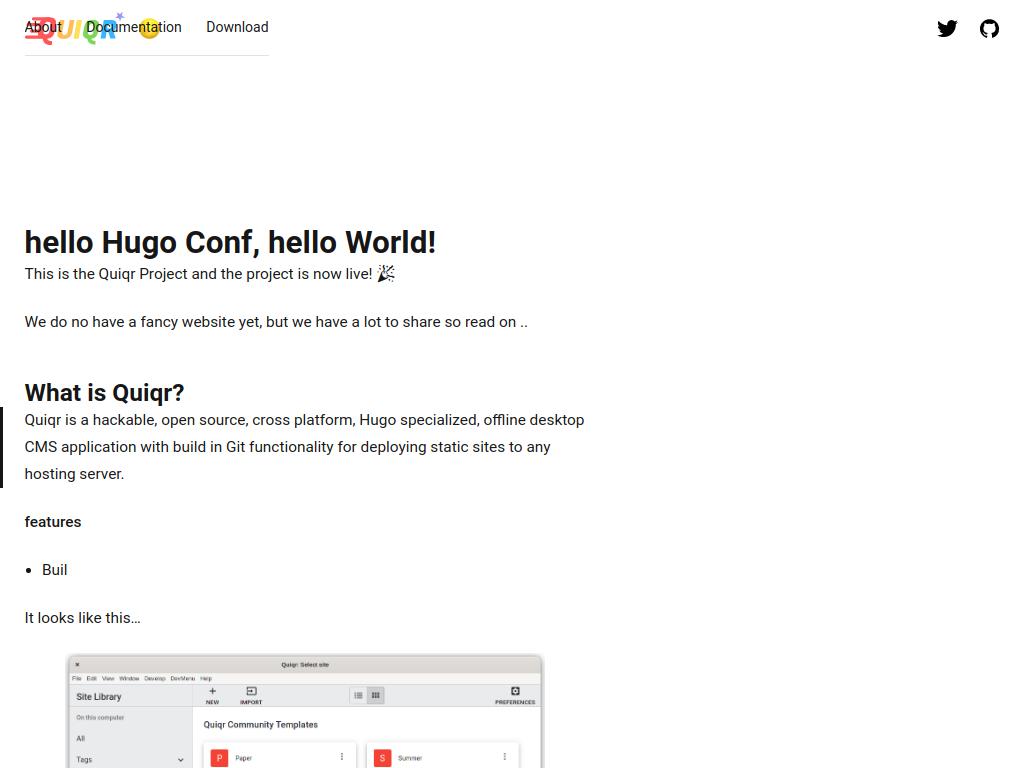 QUIQR
About Documentation Download
hello Hugo Conf, hello World!
This is the Quiqr Project and the project is now live! 🎉
We do no have a fancy website yet, but we have a lot to share so read on ..
What is Quiqr?
Quiqr is a hackable, open source, cross platform, Hugo specialized, offline desktop
CMS application with build in Git functionality for deploying static sites to any
hosting server.
features
• Buil
It looks like this…
Quiqr: Select site
File Edit View Window Develop DevMenu Help
Site Library
NEW IMPORT PREFERENCES
On this computer
Quiqr Community Templates
All
P Paper S Summer
Tags